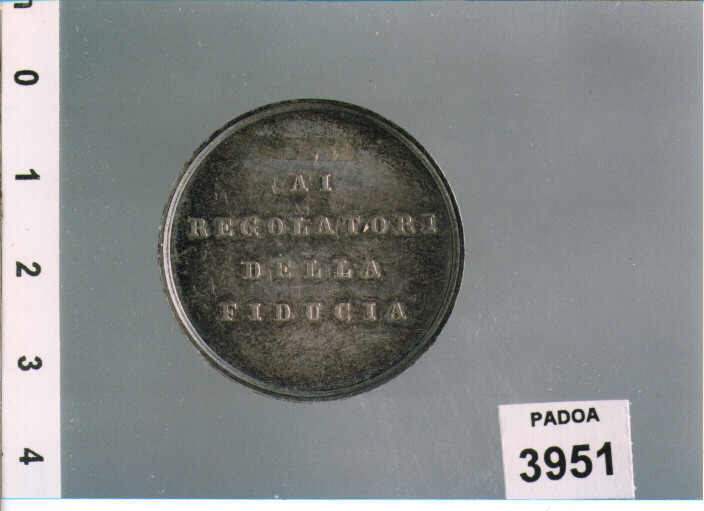 AI
REGOLATORI
DELLA
FIDUCIA
PADOA
3951
0
1
2
3
4